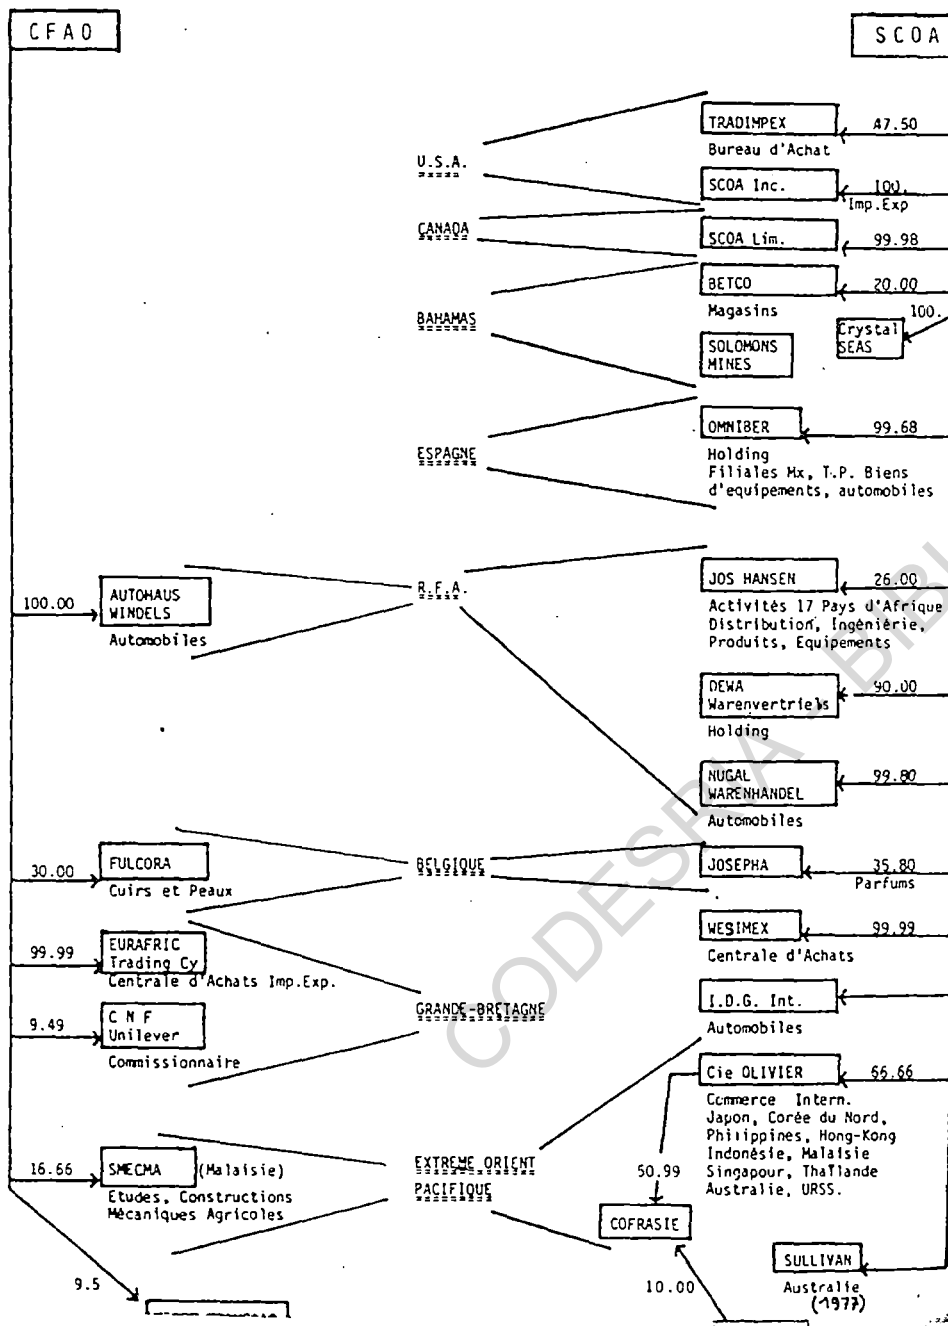 CFAO
SCOA
TRADIMPEX
47.50
Bureau d'Achat
U.S.A.
SCOA Inc.
100.
Imp.Exp
CANADA
SCOA Lim.
99.98
BETCO
20.00
Magasins
100.
BAHAMAS
Crystal
SEAS
SOLOMONS
MINES
OMNIBER
99.68
ESPAGNE
Holding
Filiales Mx, T.P. Biens
d'equipements, automobiles
R.F.A.
100.00
AUTOHAUS
WINDELS
Automobiles
JOS HANSEN
26.00
Activités 17 Pays d'Afrique
Distribution, Ingéniérie,
Produits, Equipements
DEWA
Warenvertriels
90.00
Holding
NUGAL
WARENHANDEL
99.80
Automobiles
BELGIQUE
30.00
FULCORA
Cuirs et Peaux
JOSEPHA
35.80
Parfums
99.99
EURAFRIC
Trading Cy
Centrale d'Achats Imp.Exp.
WESIMEX
99.99
Centrale d'Achats
GRANDE-BRETAGNE
9.49
C N F
Unilever
Commissionnaire
I.D.G. Int.
Automobiles
Cie OLIVIER
66.66
Commerce Intern.
Japon, Corée du Nord,
Philippines, Hong-Kong
Indonésie, Malaisie
Singapour, Thaïlande
Australie, URSS.
EXTREME ORIENT
PACIFIQUE
16.66
SMECMA
(Malaisie)
Etudes, Constructions
Mécaniques Agricoles
50.99
COFRASIE
9.5
10.00
SULLIVAN
Australie
(1977)
CODESRIA - BIBL